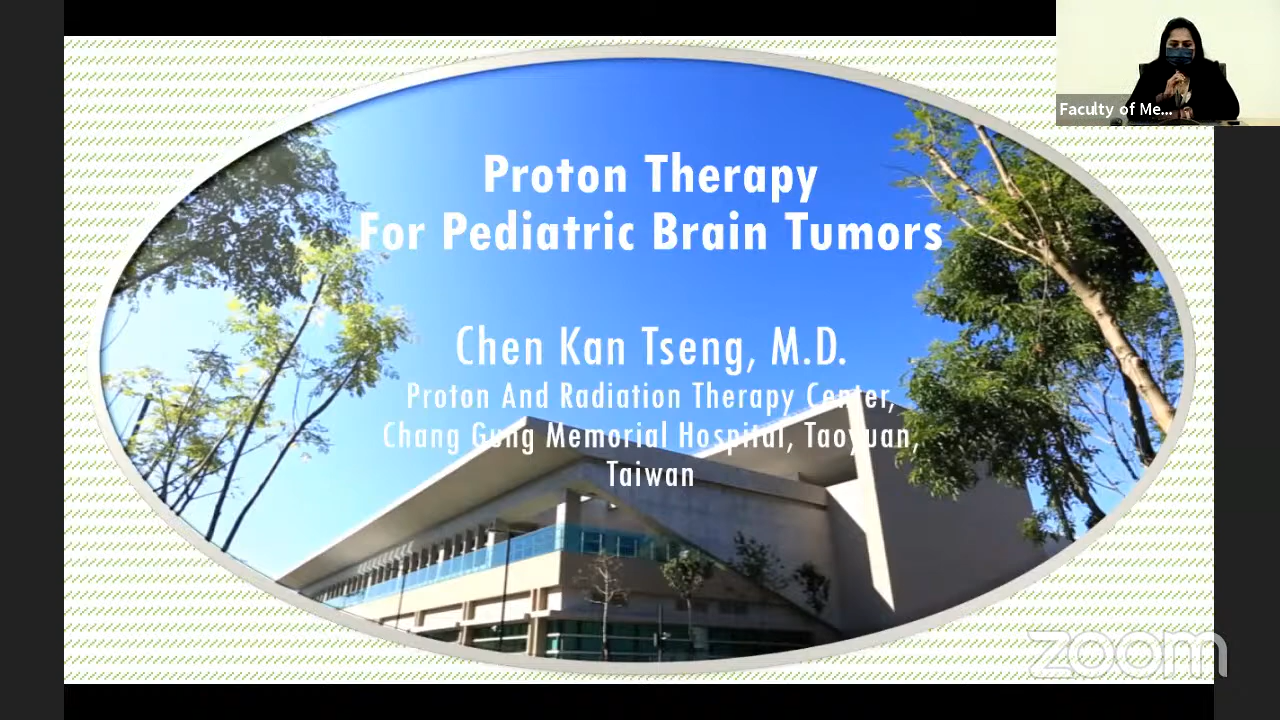 Faculty of Me...
Proton Therapy
For Pediatric Brain Tumors
Chen Kan Tseng, M.D.
Proton And Radiation Therapy Center,
Chang Gung Memorial Hospital, Taoyuan,
Taiwan
zoom